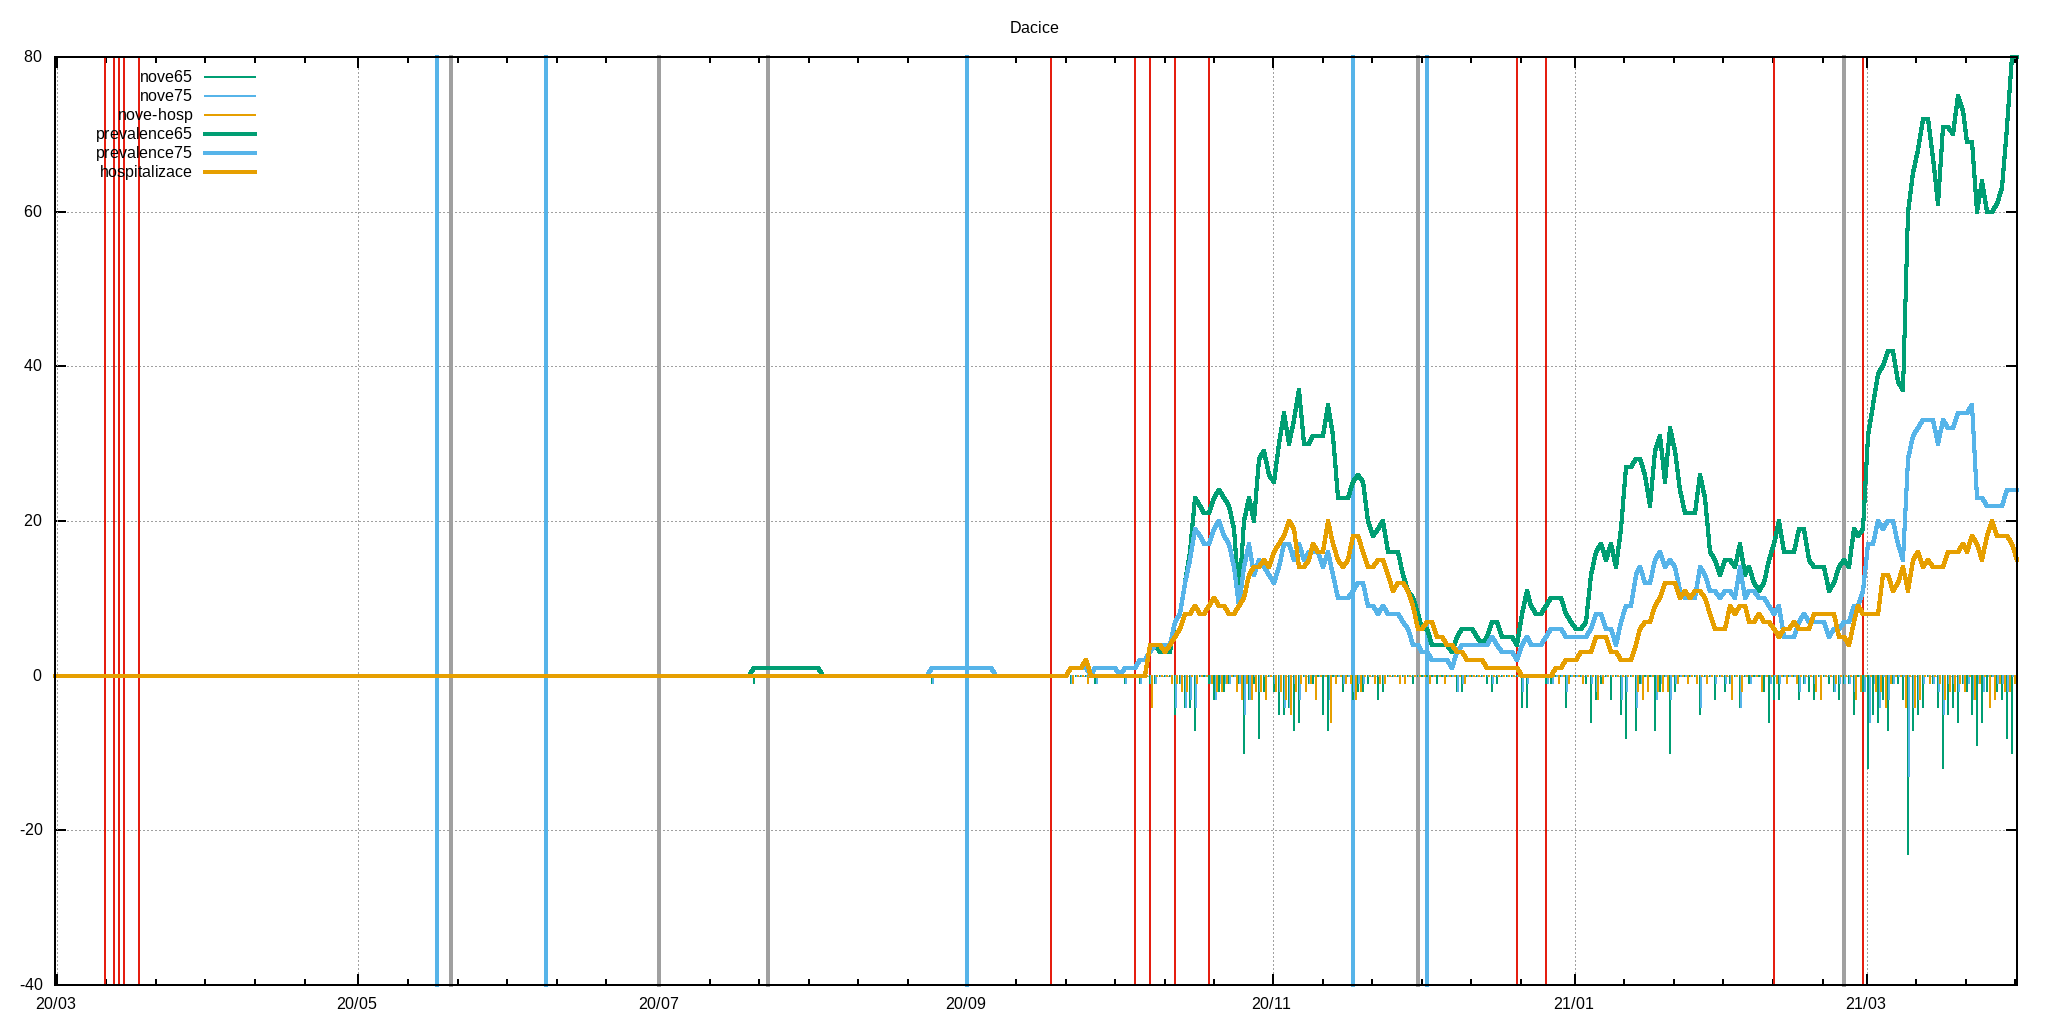 Dacice
80
nove65
nove75
nove-hosp
prevalence65
prevalence75
hospitalizace
60
40
20
0
-20
-40
20/03 20/05 20/07 20/09 20/11 21/01 21/03